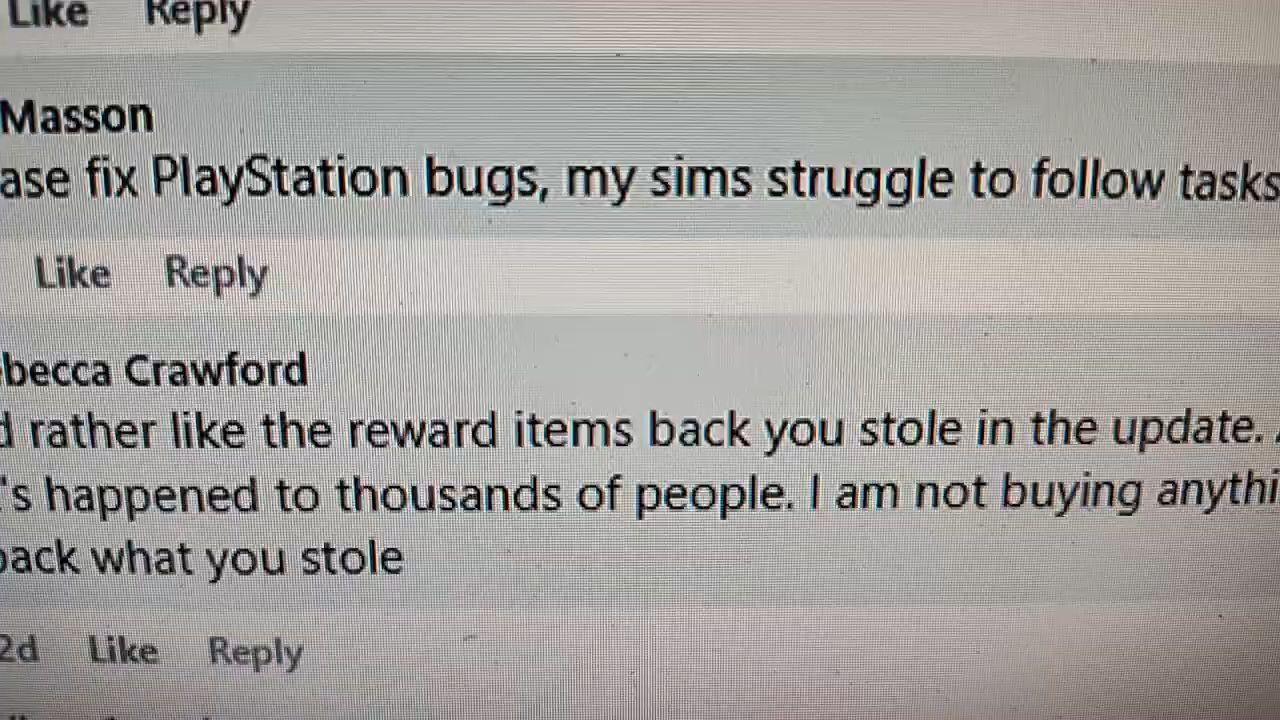 Like Reply
Masson
ase fix PlayStation bugs, my sims struggle to follow tasks
Like Reply
becca Crawford
d rather like the reward items back you stole in the update.
's happened to thousands of people. I am not buying anythi
back what you stole
2d Like Reply